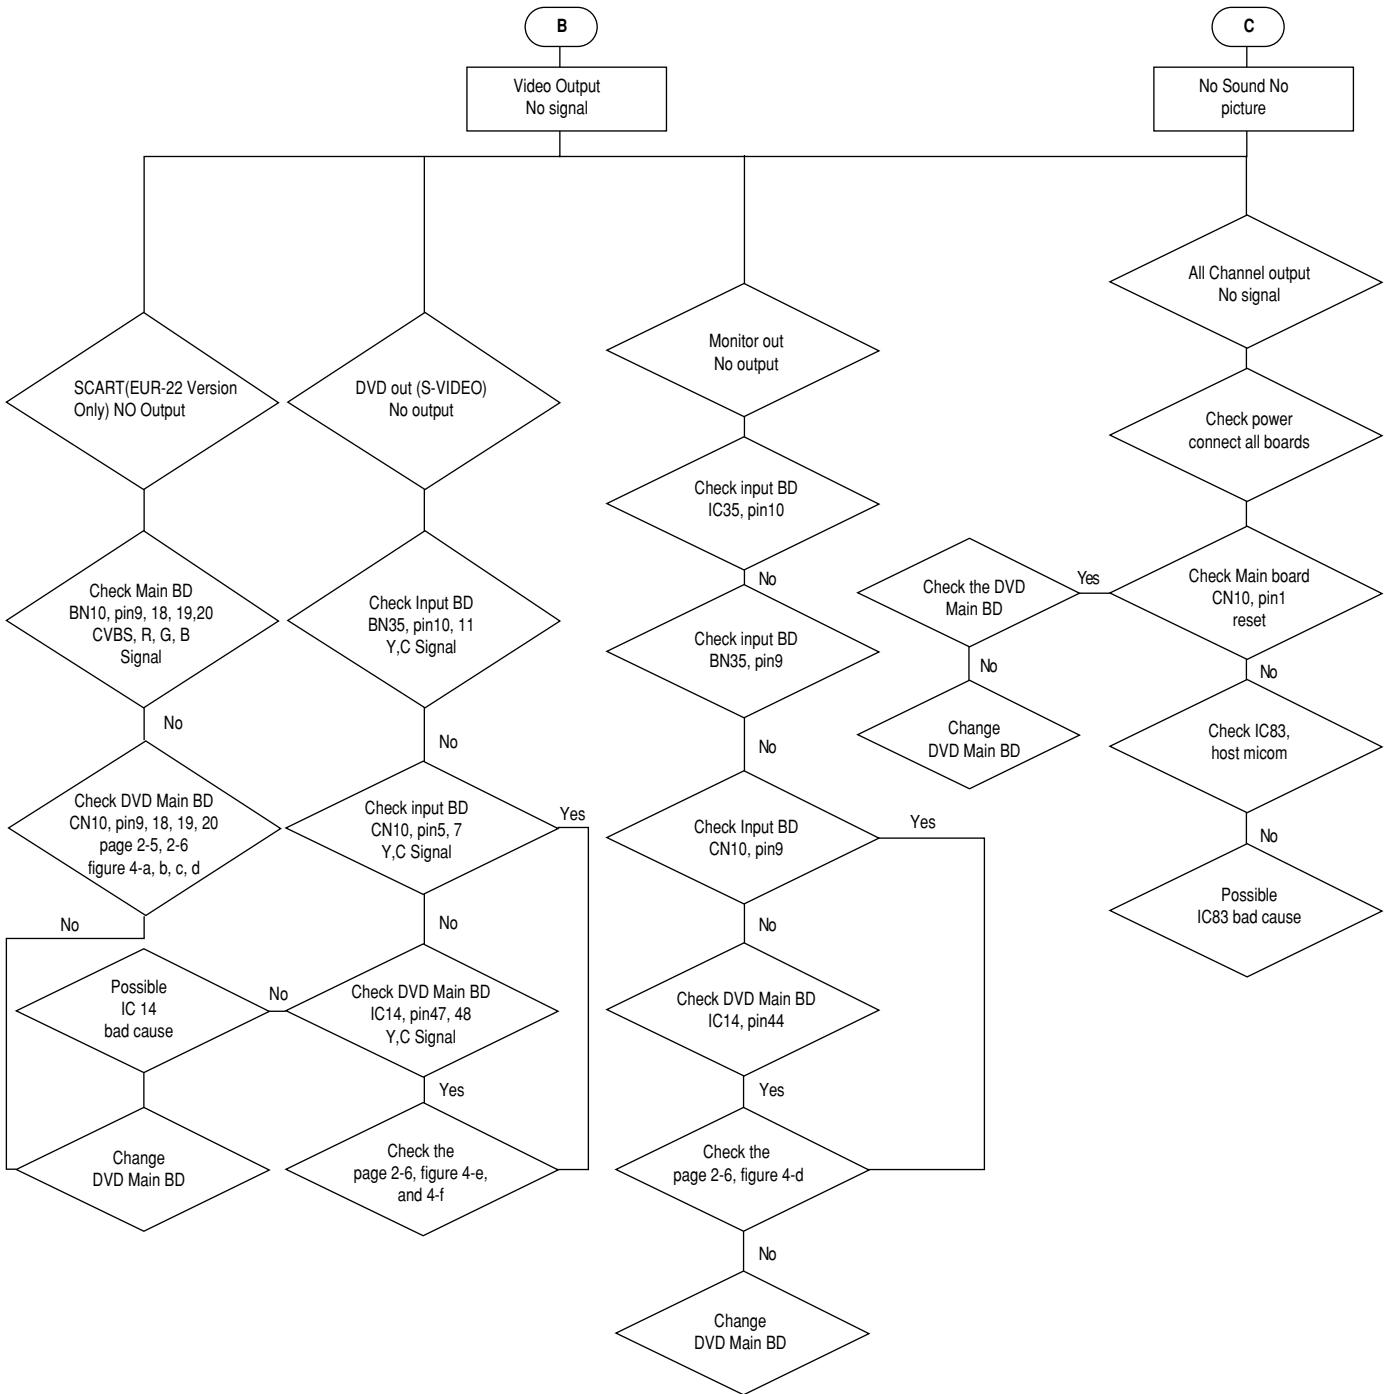 B
Video Output
No signal
SCART(EUR-22 Version
Only) NO Output
Check Main BD
BN10, pin9, 18, 19,20
CVBS, R, G, B
Signal
No
Check DVD Main BD
CN10, pin9, 18, 19, 20
page 2-5, 2-6
figure 4-a, b, c, d
No
DVD out (S-VIDEO)
No output
Check Input BD
BN35, pin10, 11
Y,C Signal
No
Check input BD
CN10, pin5, 7
Y,C Signal
Yes
No
Check DVD Main BD
IC14, pin47, 48
Y,C Signal
No
Possible
IC 14
bad cause
Change
DVD Main BD
Yes
Check the
page 2-6, figure 4-e,
and 4-f
Monitor out
No output
Check input BD
IC35, pin10
No
Check input BD
BN35, pin9
No
Check Input BD
CN10, pin9
Yes
No
Check DVD Main BD
IC14, pin44
Yes
Check the
page 2-6, figure 4-d
No
Change
DVD Main BD
C
No Sound No
picture
All Channel output
No signal
Check power
connect all boards
Check Main board
CN10, pin1
reset
Yes
Check the DVD
Main BD
No
Change
DVD Main BD
No
Check IC83,
host micom
No
Possible
IC83 bad cause